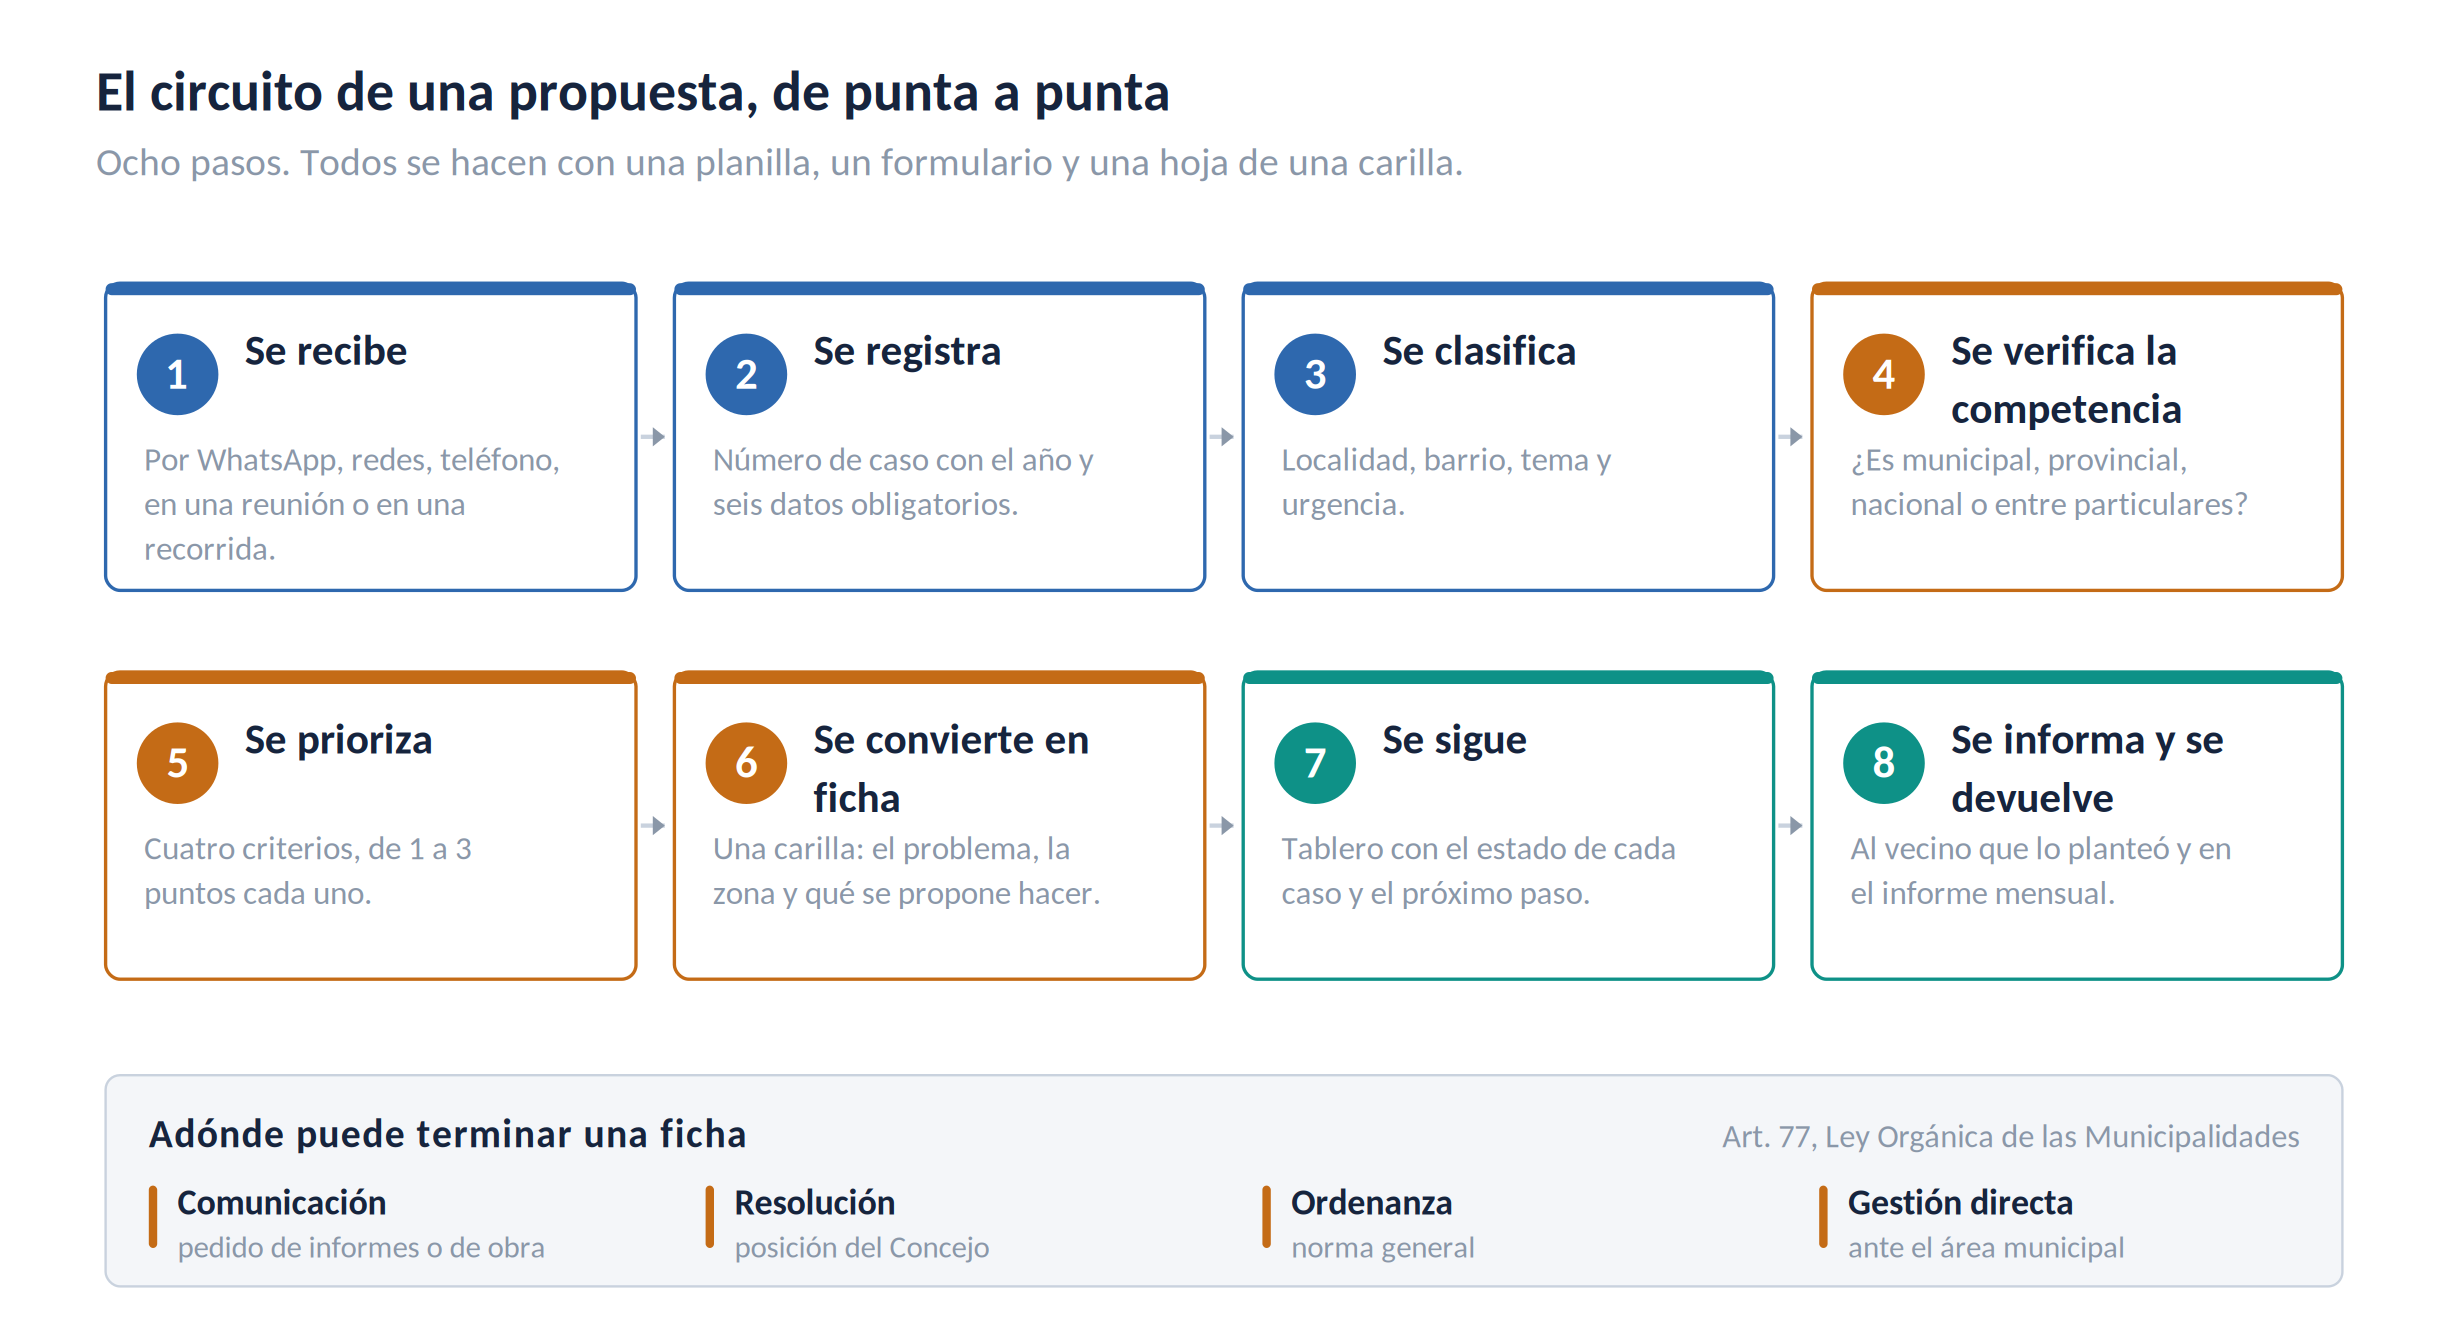 El circuito de una propuesta, de punta a punta
Ocho pasos. Todos se hacen con una planilla, un formulario y una hoja de una carilla.
1
Se recibe
Por WhatsApp, redes, teléfono,
en una reunión o en una
recorrida.
2
Se registra
Número de caso con el año y
seis datos obligatorios.
3
Se clasifica
Localidad, barrio, tema y
urgencia.
4
Se verifica la
competencia
¿Es municipal, provincial,
nacional o entre particulares?
5
Se prioriza
Cuatro criterios, de 1 a 3
puntos cada uno.
6
Se convierte en
ficha
Una carilla: el problema, la
zona y qué se propone hacer.
7
Se sigue
Tablero con el estado de cada
caso y el próximo paso.
8
Se informa y se
devuelve
Al vecino que lo planteó y en
el informe mensual.
Adónde puede terminar una ficha
Art. 77, Ley Orgánica de las Municipalidades
Comunicación
pedido de informes o de obra
Resolución
posición del Concejo
Ordenanza
norma general
Gestión directa
ante el área municipal